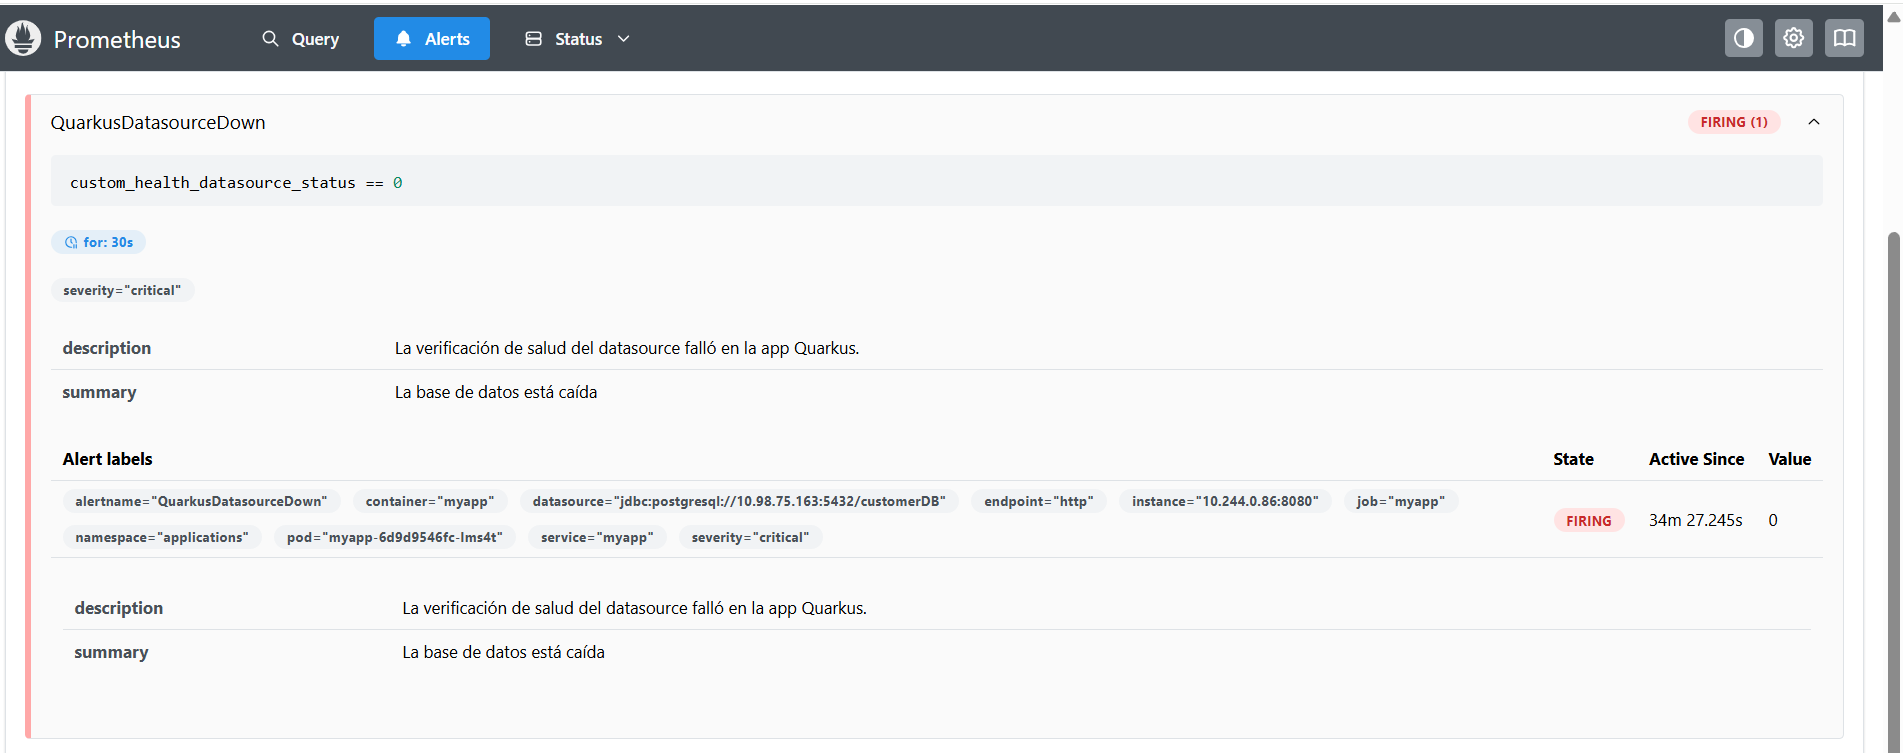 Prometheus Query Alerts Status
QuarkusDatasourceDown FIRING (1)
custom_health_datasource_status == 0
for: 30s
severity="critical"
description La verificación de salud del datasource falló en la app Quarkus.
summary La base de datos está caída
Alert labels State Active Since Value
alertname="QuarkusDatasourceDown" container="myapp" datasource="jdbc:postgresql://10.98.75.163:5432/customerDB" endpoint="http" instance="10.244.0.86:8080" job="myapp"
namespace="applications" pod="myapp-6d9d9546fc-lms4t" service="myapp" severity="critical" FIRING 34m 27.245s 0
description La verificación de salud del datasource falló en la app Quarkus.
summary La base de datos está caída